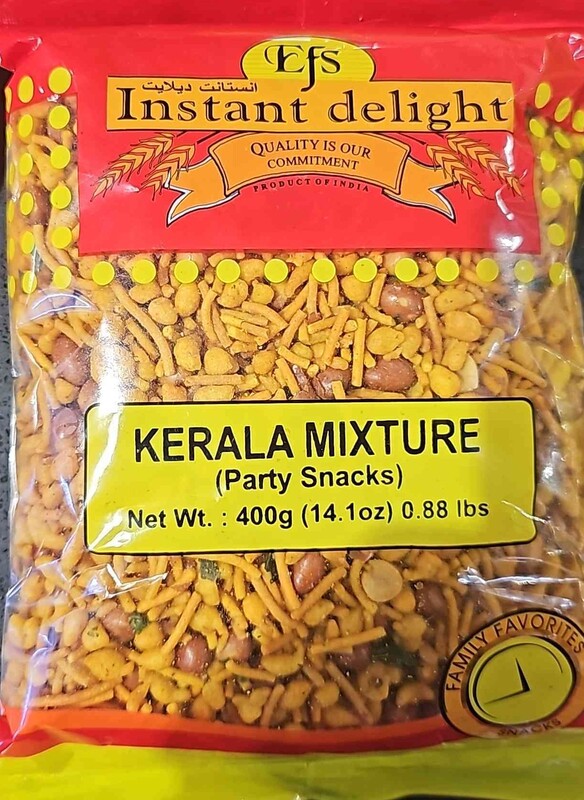 Efs
انستانت ديلايت
Instant delight
QUALITY IS OUR
COMMITMENT
PRODUCT OF INDIA
KERALA MIXTURE
(Party Snacks)
Net Wt. : 400g (14.1oz) 0.88 lbs
FAMILY FAVORITES
SNACKS